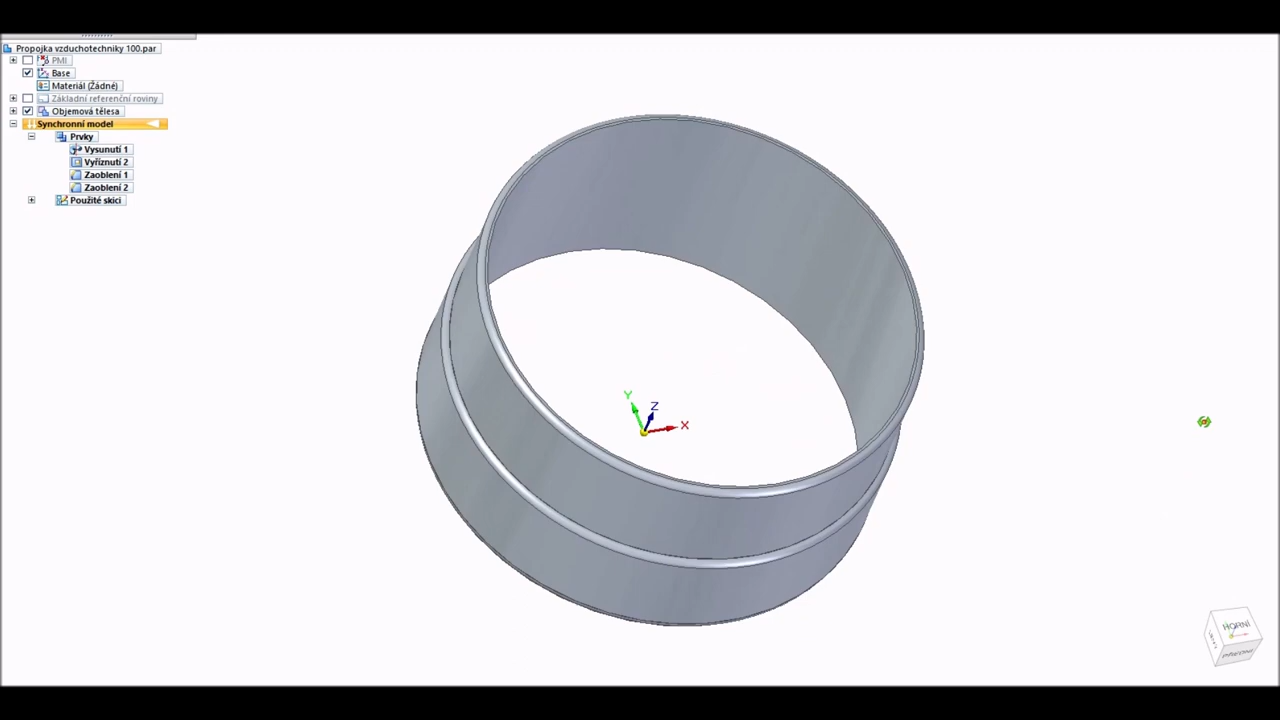 Propojka vzduchotechniky 100.par
PMI
Base
Materiál (Žádné)
Základní referenční roviny
Objemová tělesa
Synchronní model
Prvky
Vysunutí 1
Vyříznutí 2
Zaoblení 1
Zaoblení 2
Použité skici
Y
Z
X
HORNÍ
PŘEDNÍ